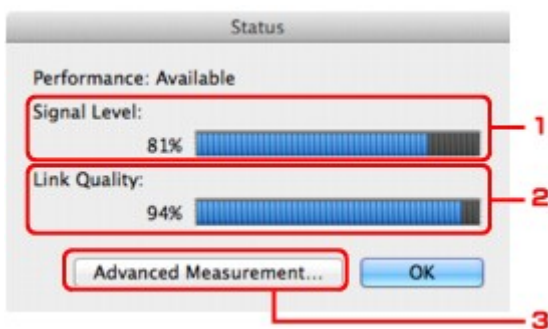 Status
Performance: Available
Signal Level:
81%
1
Link Quality:
94%
2
Advanced Measurement...
OK
3